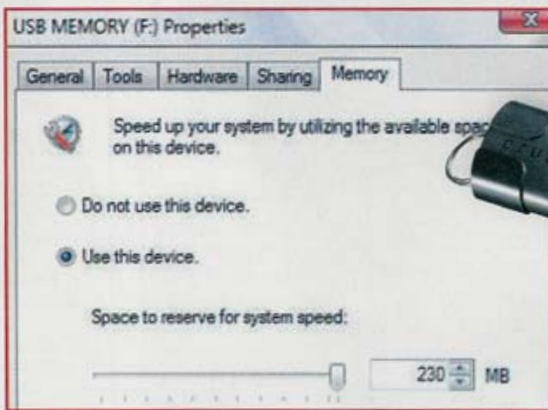 USB MEMORY (F:) Properties
General Tools Hardware Sharing Memory
Speed up your system by utilizing the available
on this device.
Do not use this device.
Use this device.
Space to reserve for system speed:
230 MB